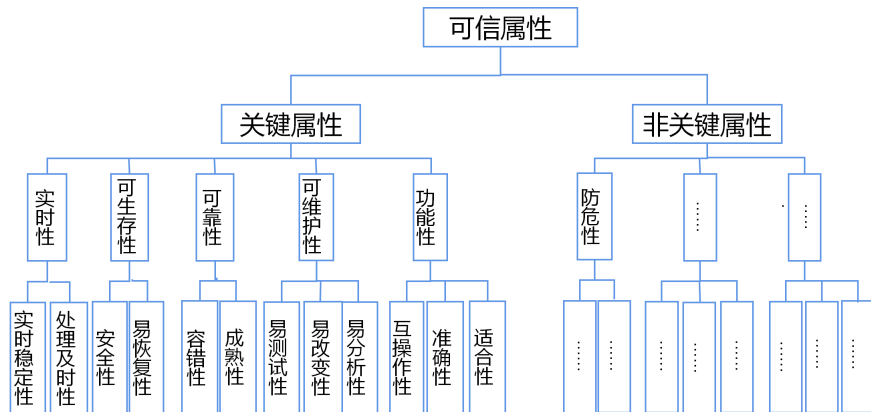 可信属性
关键属性
非关键属性
实时性
可生存性
可靠性
可维护性
功能性
防危性
……
……
实时稳定性
处理及时性
安全性
易恢复性
容错性
成熟性
易测试性
易改变性
易分析性
互操作性
准确性
适合性
……
……
……
……
……
……
……
……